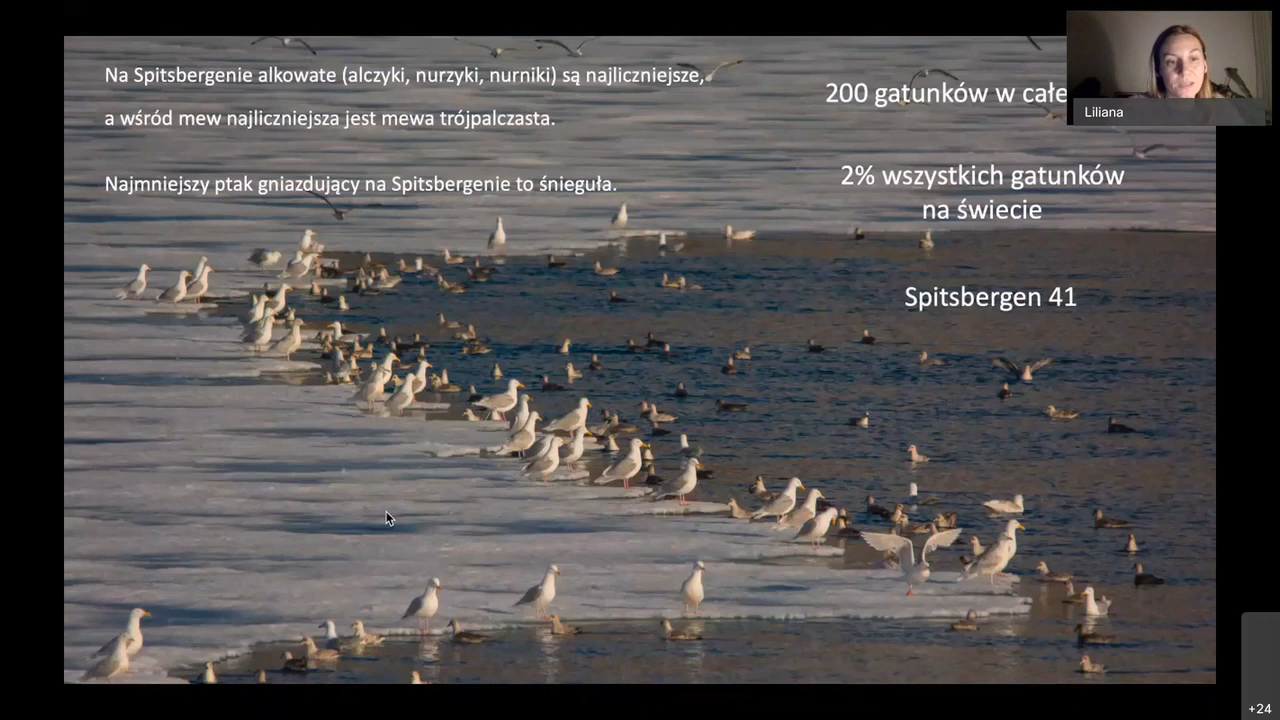 Na Spitsbergenie alkowate (alczyki, nurzyki, nurniki) są najliczniejsze,
a wśród mew najliczniejsza jest mewa trójpalczasta.
Najmniejszy ptak gniazdujący na Spitsbergenie to śnieguła.
200 gatunków w całe
2% wszystkich gatunków
na świecie
Spitsbergen 41
Liliana
+24